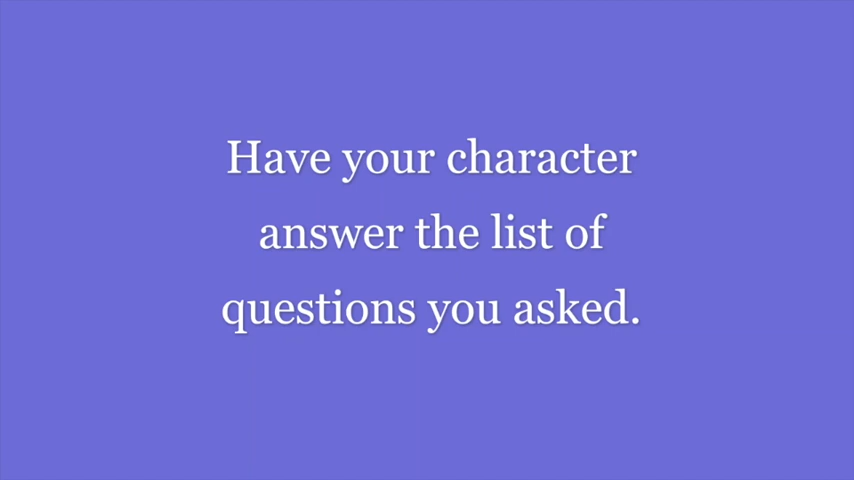 Have your character
answer the list of
questions you asked.